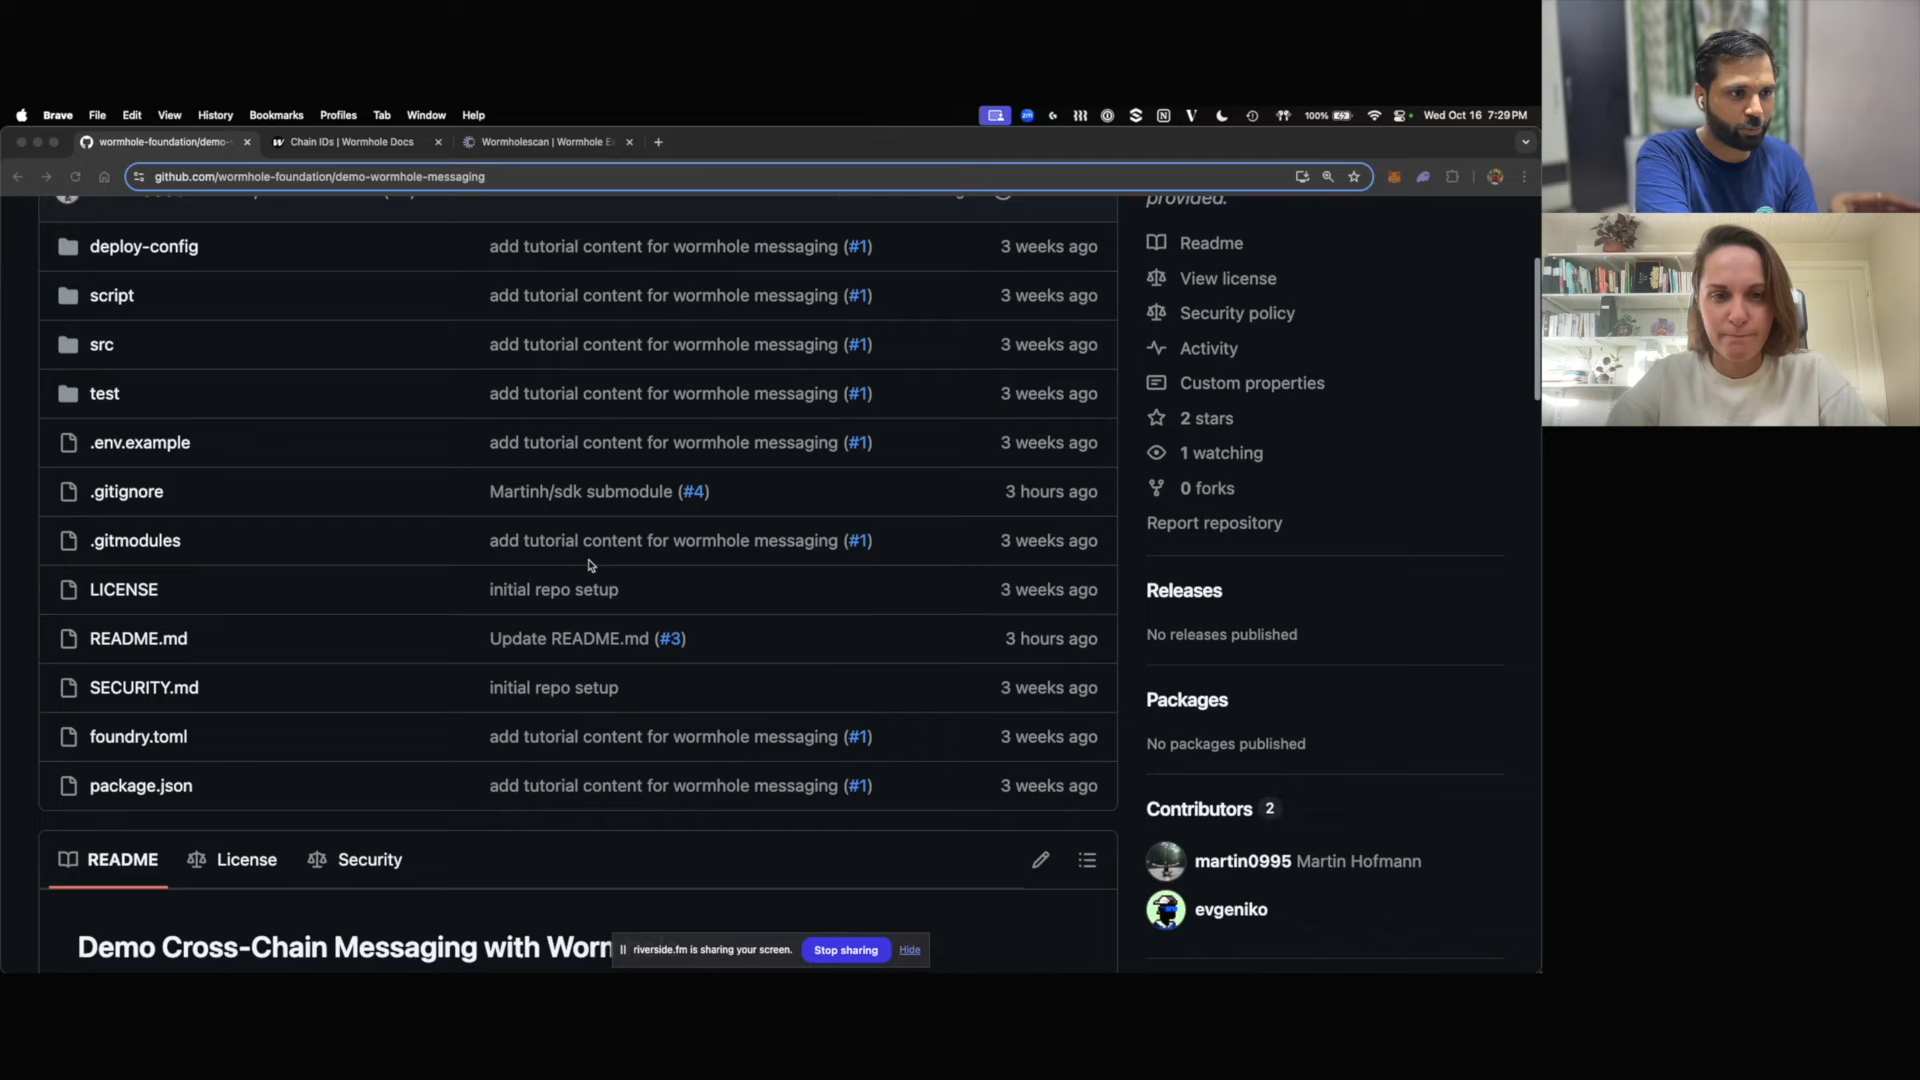 Brave File Edit View History Bookmarks Profiles Tab Window Help 100% Wed Oct 16 7:29 PM
wormhole-foundation/demo- Chain IDs | Wormhole Docs Wormholescan | Wormhole E
github.com/wormhole-foundation/demo-wormhole-messaging
deploy-config add tutorial content for wormhole messaging (#1) 3 weeks ago
script add tutorial content for wormhole messaging (#1) 3 weeks ago
src add tutorial content for wormhole messaging (#1) 3 weeks ago
test add tutorial content for wormhole messaging (#1) 3 weeks ago
.env.example add tutorial content for wormhole messaging (#1) 3 weeks ago
.gitignore Martinh/sdk submodule (#4) 3 hours ago
.gitmodules add tutorial content for wormhole messaging (#1) 3 weeks ago
LICENSE initial repo setup 3 weeks ago
README.md Update README.md (#3) 3 hours ago
SECURITY.md initial repo setup 3 weeks ago
foundry.toml add tutorial content for wormhole messaging (#1) 3 weeks ago
package.json add tutorial content for wormhole messaging (#1) 3 weeks ago
README License Security
Demo Cross-Chain Messaging with Worm
riverside.fm is sharing your screen. Stop sharing Hide
provided.
Readme
View license
Security policy
Activity
Custom properties
2 stars
1 watching
0 forks
Report repository
Releases
No releases published
Packages
No packages published
Contributors 2
martin0995 Martin Hofmann
evgeniko